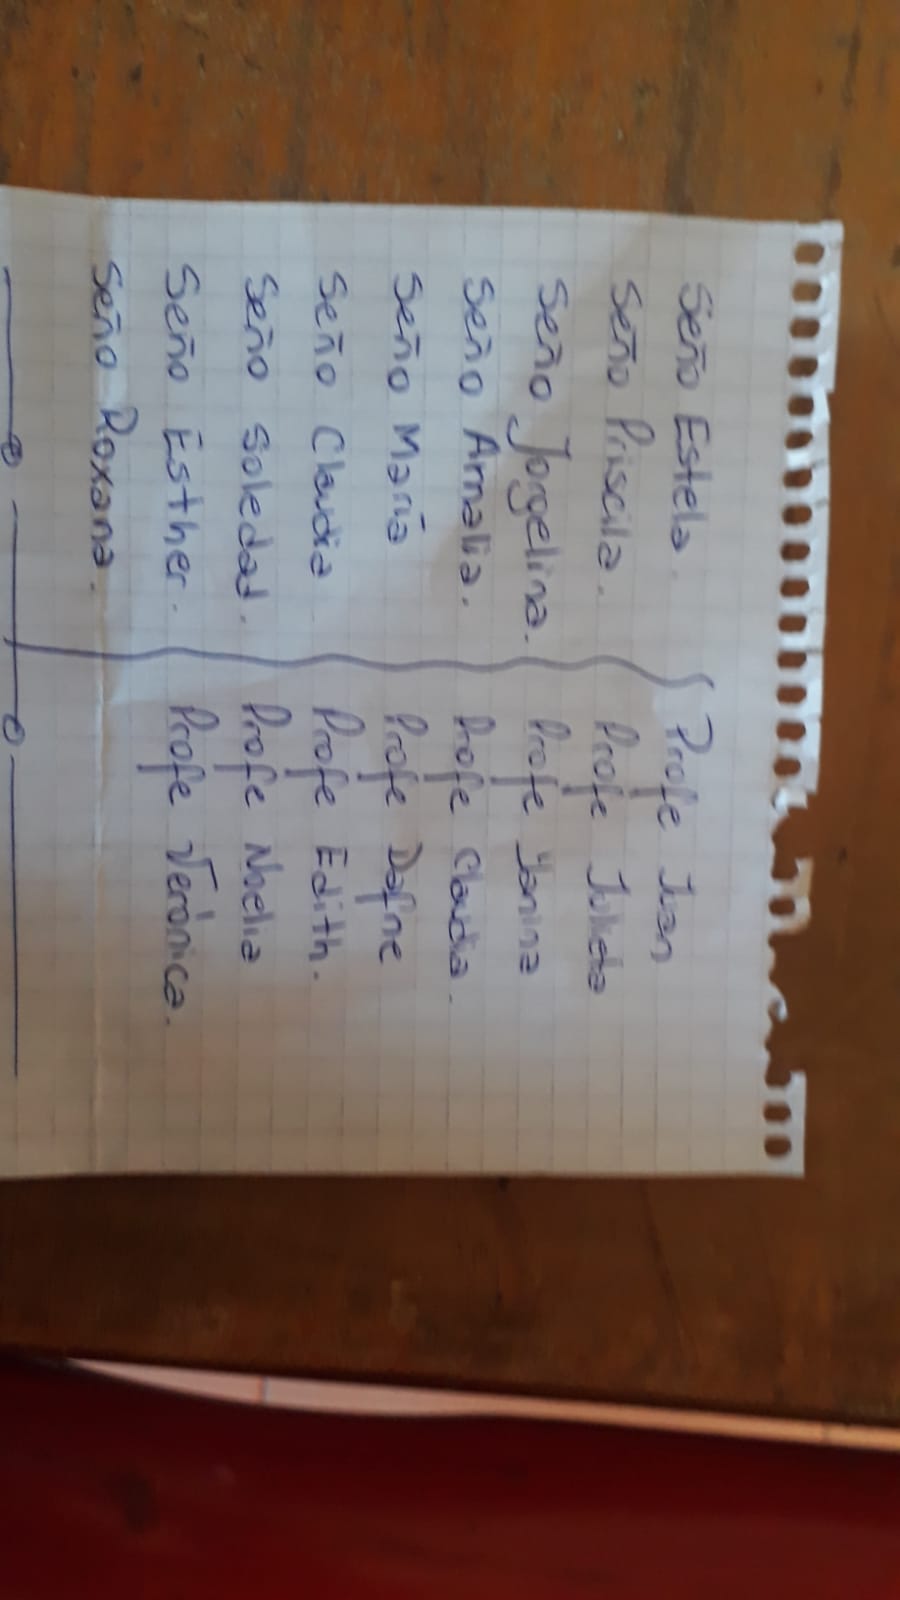 Seño Estela.
Seño Priscila.
Seño Jorgelina.
Seño Amalia.
Seño María
Seño Claudia
Seño Soledad.
Seño Esther.
Seño Roxana.
Profe Juan
Profe Julieta
Profe Yanina
Profe Claudia.
Profe Dafne
Profe Edith.
Profe Noelia
Profe Verónica.